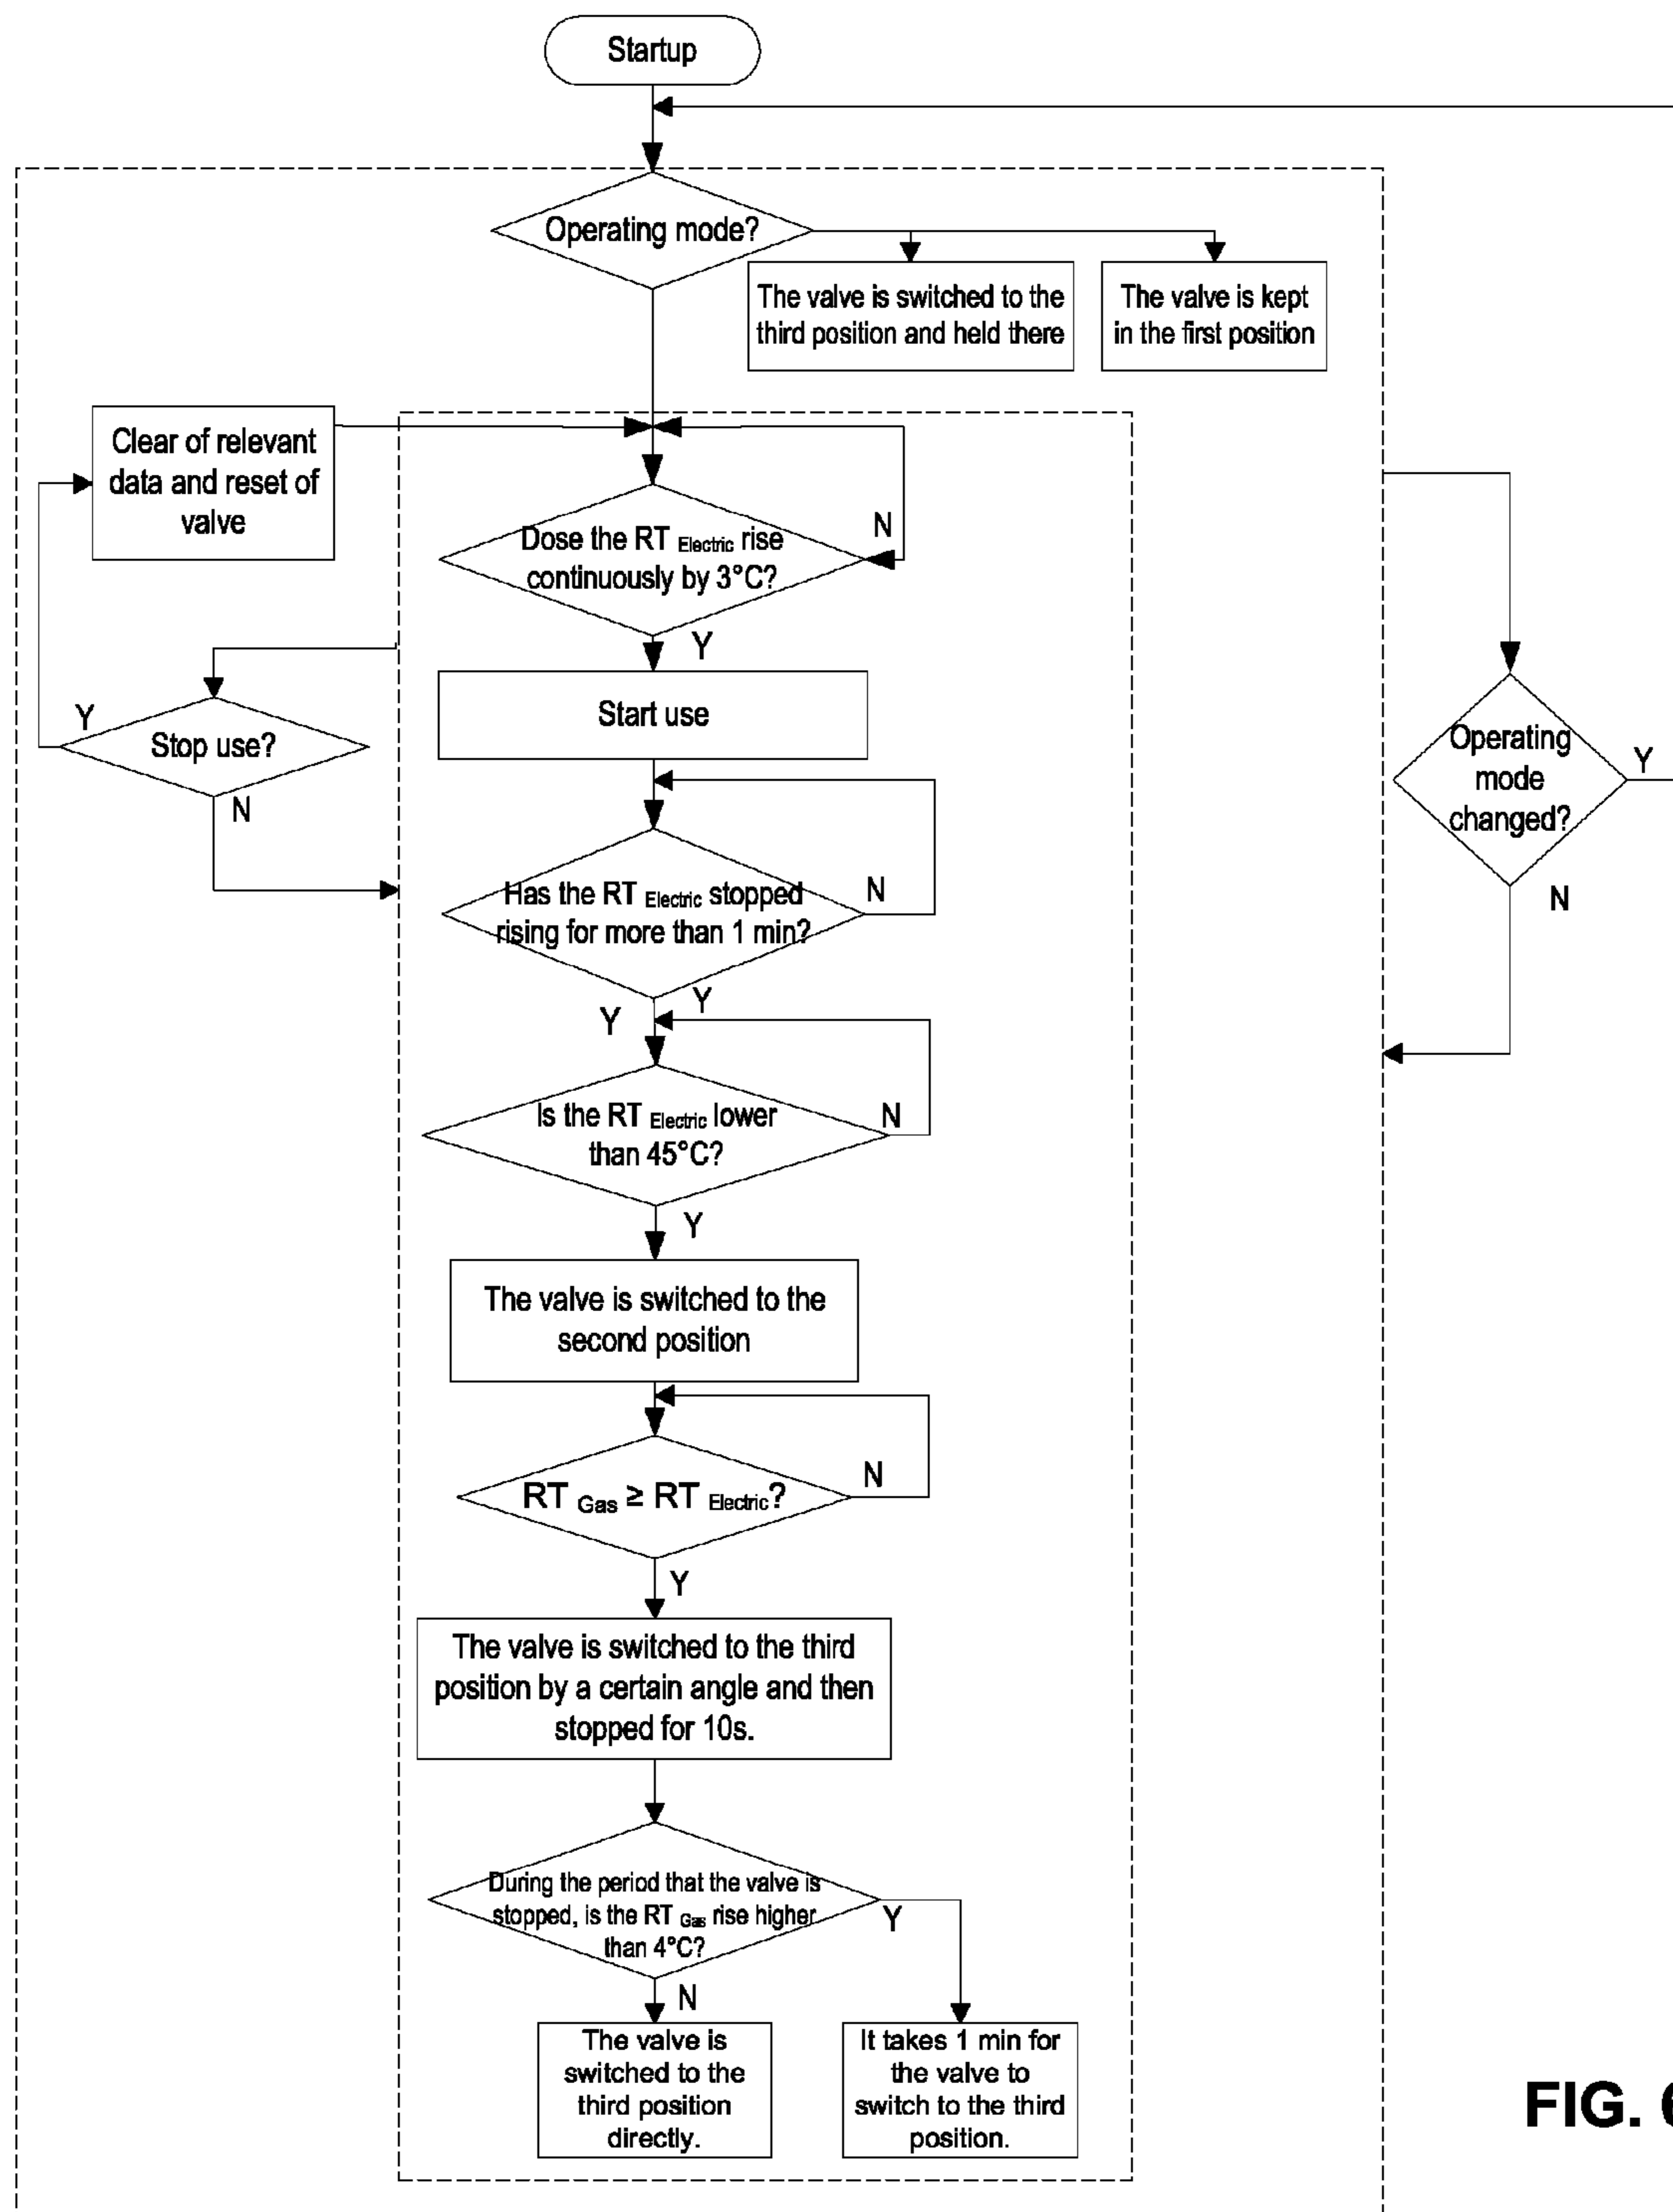 Startup
Operating mode?
The valve is switched to the
third position and held there
The valve is kept
in the first position
Clear of relevant
data and reset of
valve
Dose the RT Electric rise
continuously by 3°C?
N
Y
Start use
Stop use?
Y
N
Operating
mode
changed?
Y
N
Has the RT Electric stopped
rising for more than 1 min?
N
Y
Y
Is the RT Electric lower
than 45°C?
N
Y
The valve is switched to the
second position
RT Gas ≥ RT Electric?
N
Y
The valve is switched to the third
position by a certain angle and then
stopped for 10s.
During the period that the valve is
stopped, is the RT Gas rise higher
than 4°C?
Y
N
The valve is
switched to the
third position
directly.
It takes 1 min for
the valve to
switch to the third
position.
FIG. 6